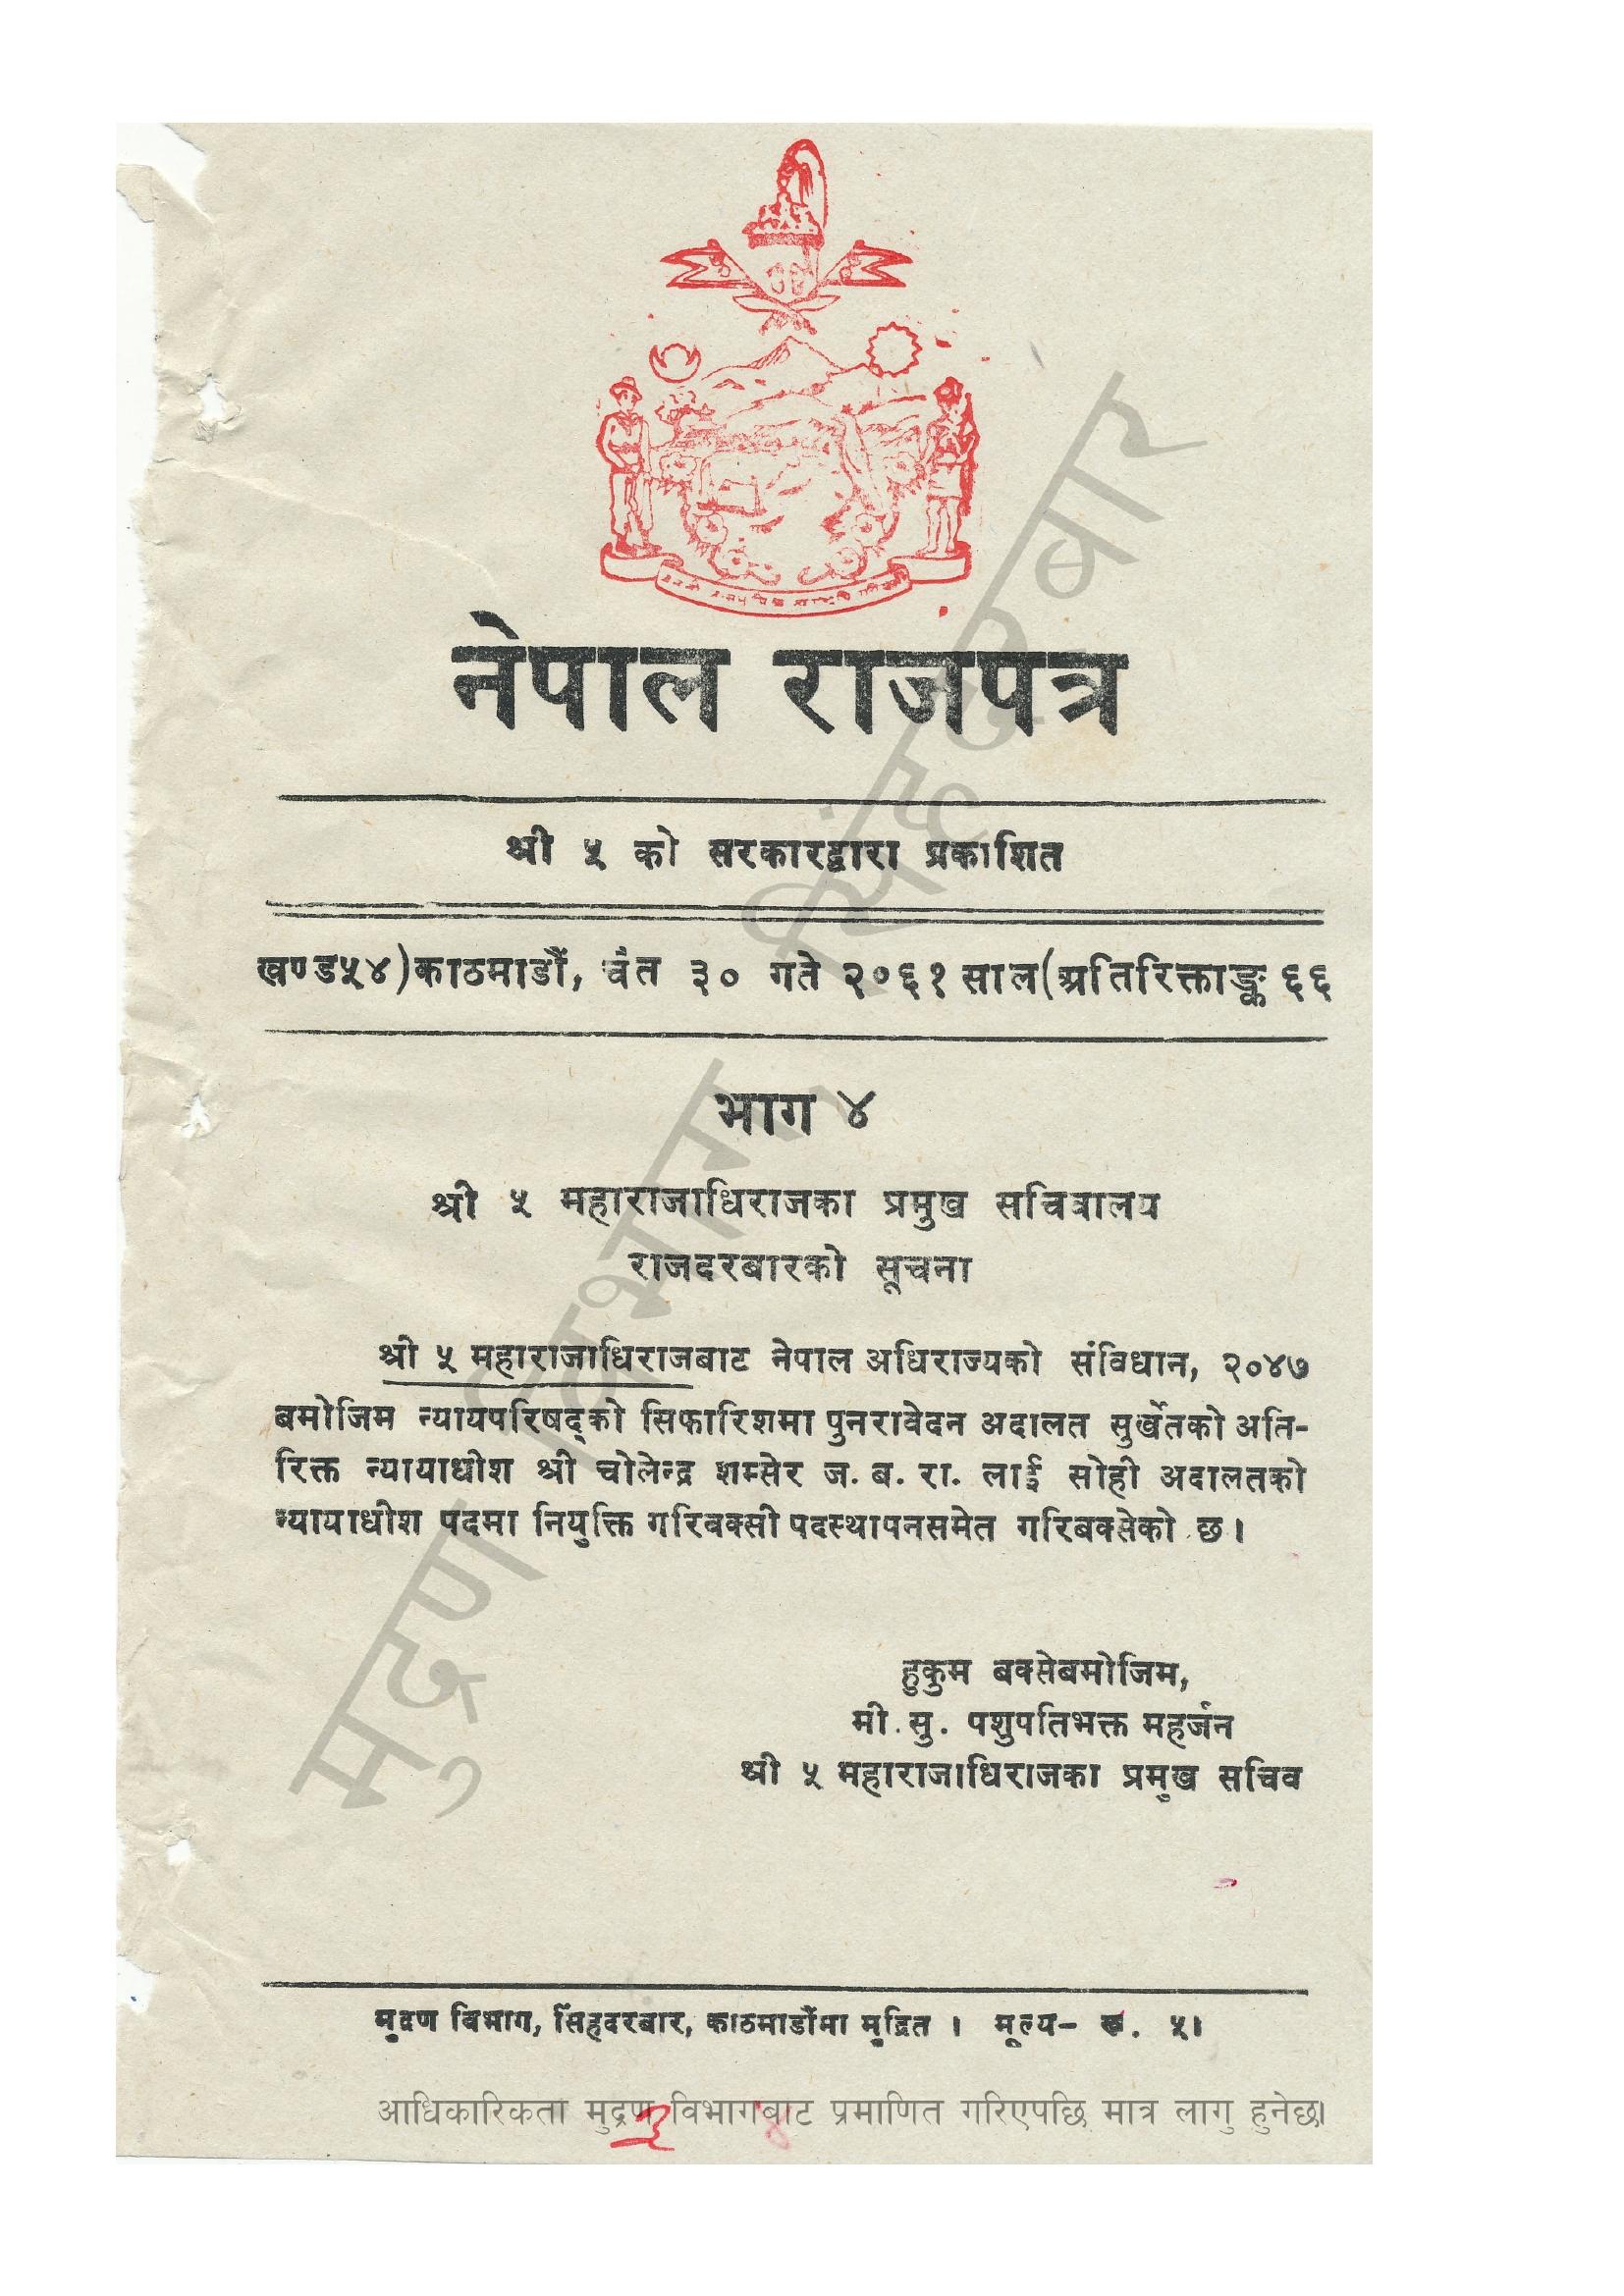 नेपाल राजपत्र
श्री ५ को सरकारद्वारा प्रकाशित
खण्ड५४)काठमाडौं, चैत ३० गते २०६१ साल(अतिरिक्ताङ्क ६६
भाग ४
श्री ५ महाराजाधिराजका प्रमुख सचिवालय
राजदरबारको सूचना
श्री ५ महाराजाधिराजबाट नेपाल अधिराज्यको संविधान, २०४७
बमोजिम न्यायपरिषद्को सिफारिशमा पुनरावेदन अदालत सुर्खेतको अति-
रिक्त न्यायाधीश श्री चोलेन्द्र शम्सेर ज. ब. रा. लाई सोही अदालतको
न्यायाधीश पदमा नियुक्ति गरिबक्सी पदस्थापनसमेत गरिबक्सेको छ।
हुकुम बक्सेबमोजिम,
मी. सु. पशुपतिभक्त महर्जन
श्री ५ महाराजाधिराजका प्रमुख सचिव
मुद्रण विभाग, सिंहदरबार, काठमाडौंमा मुद्रित । मूल्य- रु. ५।
आधिकारिकता मुद्रण विभागबाट प्रमाणित गरिएपछि मात्र लागु हुनेछ।
मुद्रण विभाग, सिंहदरबार